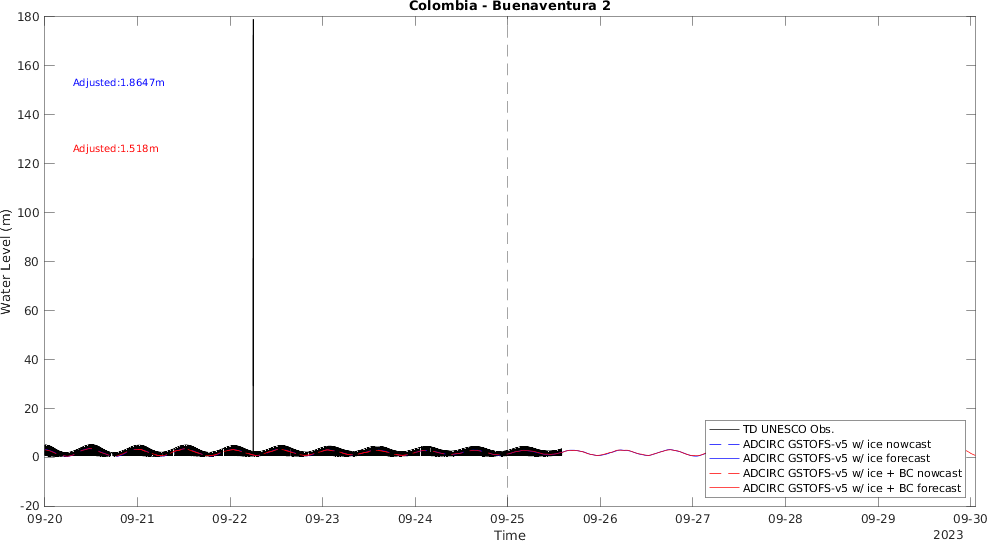 Colombia - Buenaventura 2
Water Level (m)
180
160
140
120
100
80
60
40
20
0
-20
Adjusted:1.8647m
Adjusted:1.518m
TD UNESCO Obs.
ADCIRC GSTOFS-v5 w/ ice nowcast
ADCIRC GSTOFS-v5 w/ ice forecast
ADCIRC GSTOFS-v5 w/ ice + BC nowcast
ADCIRC GSTOFS-v5 w/ ice + BC forecast
09-20 09-21 09-22 09-23 09-24 09-25 09-26 09-27 09-28 09-29 09-30
Time
2023